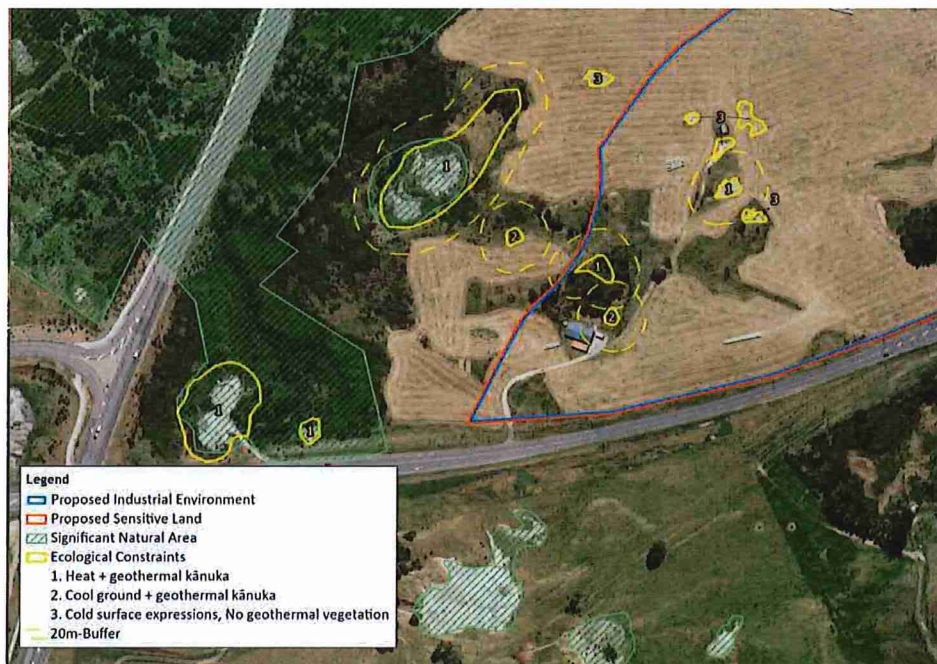 3
3
1
1
3
2
1
2
1
1
Legend
Proposed Industrial Environment
Proposed Sensitive Land
Significant Natural Area
Ecological Constraints
1. Heat + geothermal kānuka
2. Cool ground + geothermal kānuka
3. Cold surface expressions, No geothermal vegetation
20m-Buffer